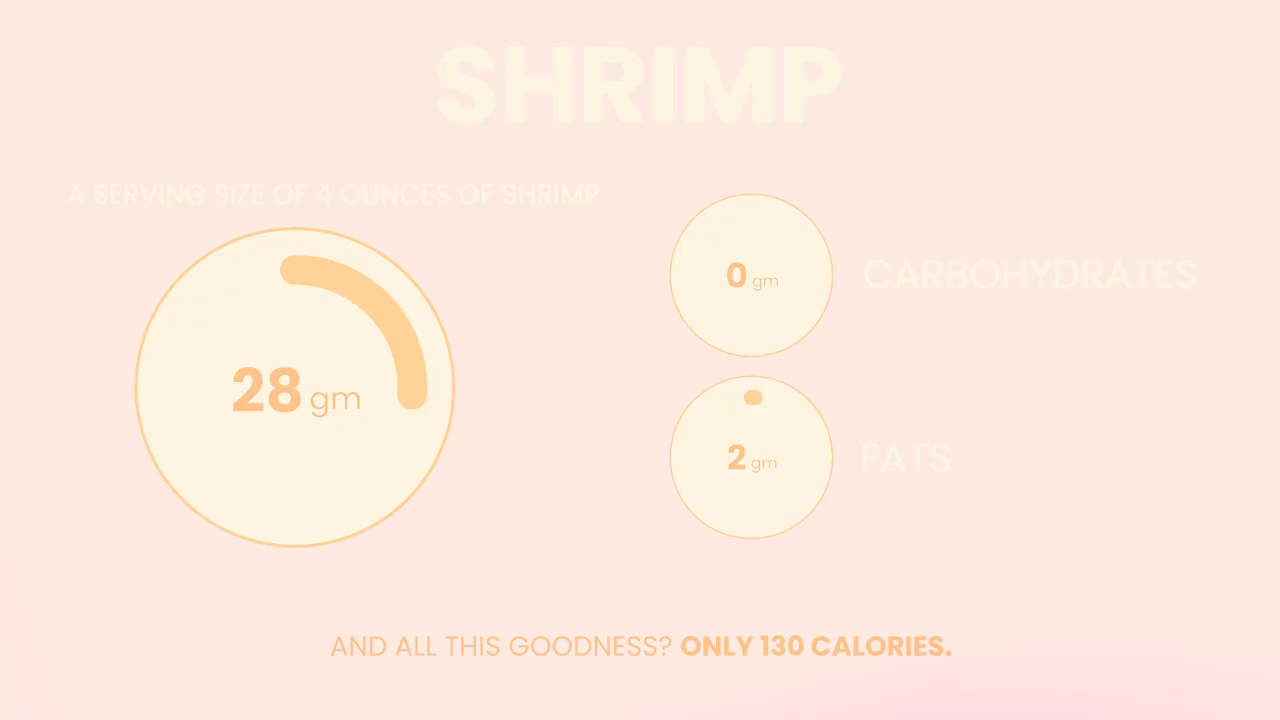 SHRIMP
A SERVING SIZE OF 4 OUNCES OF SHRIMP
28 gm
0 gm
CARBOHYDRATES
2 gm
FATS
AND ALL THIS GOODNESS? ONLY 130 CALORIES.